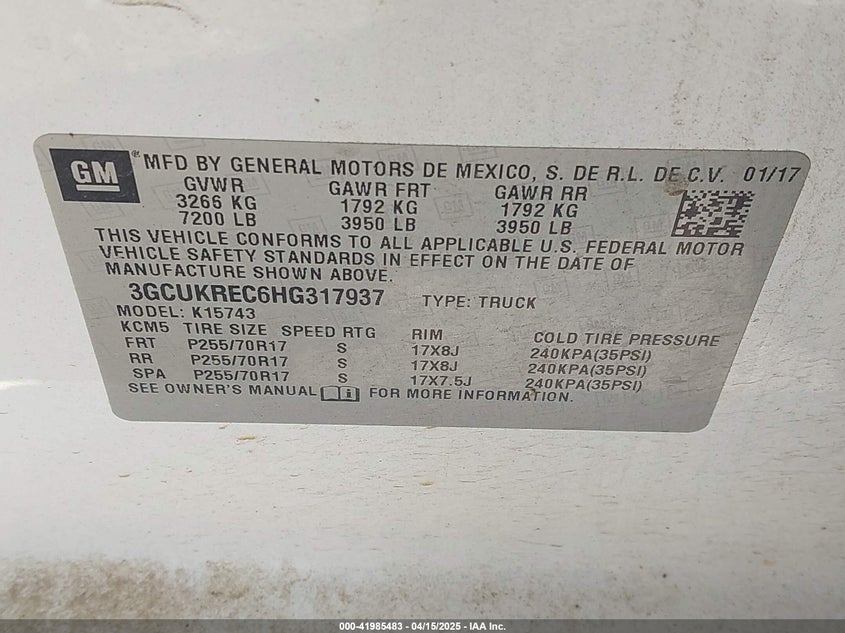 GM® MFD BY GENERAL MOTORS DE MEXICO, S. DE R.L. DE C.V. 01/17
GVWR GAWR FRT GAWR RR
3266 KG 1792 KG 1792 KG
7200 LB 3950 LB 3950 LB
THIS VEHICLE CONFORMS TO ALL APPLICABLE U.S. FEDERAL MOTOR
VEHICLE SAFETY STANDARDS IN EFFECT ON THE DATE OF
MANUFACTURE SHOWN ABOVE.
3GCUKREC6HG317937 TYPE: TRUCK
MODEL: K15743
KCM5 TIRE SIZE SPEED RTG RIM COLD TIRE PRESSURE
FRT P255/70R17 S 17X8J 240KPA(35PSI)
RR P255/70R17 S 17X8J 240KPA(35PSI)
SPA P255/70R17 S 17X7.5J 240KPA(35PSI)
SEE OWNER'S MANUAL i FOR MORE INFORMATION.
000-41985483 - 04/15/2025 - IAA Inc.